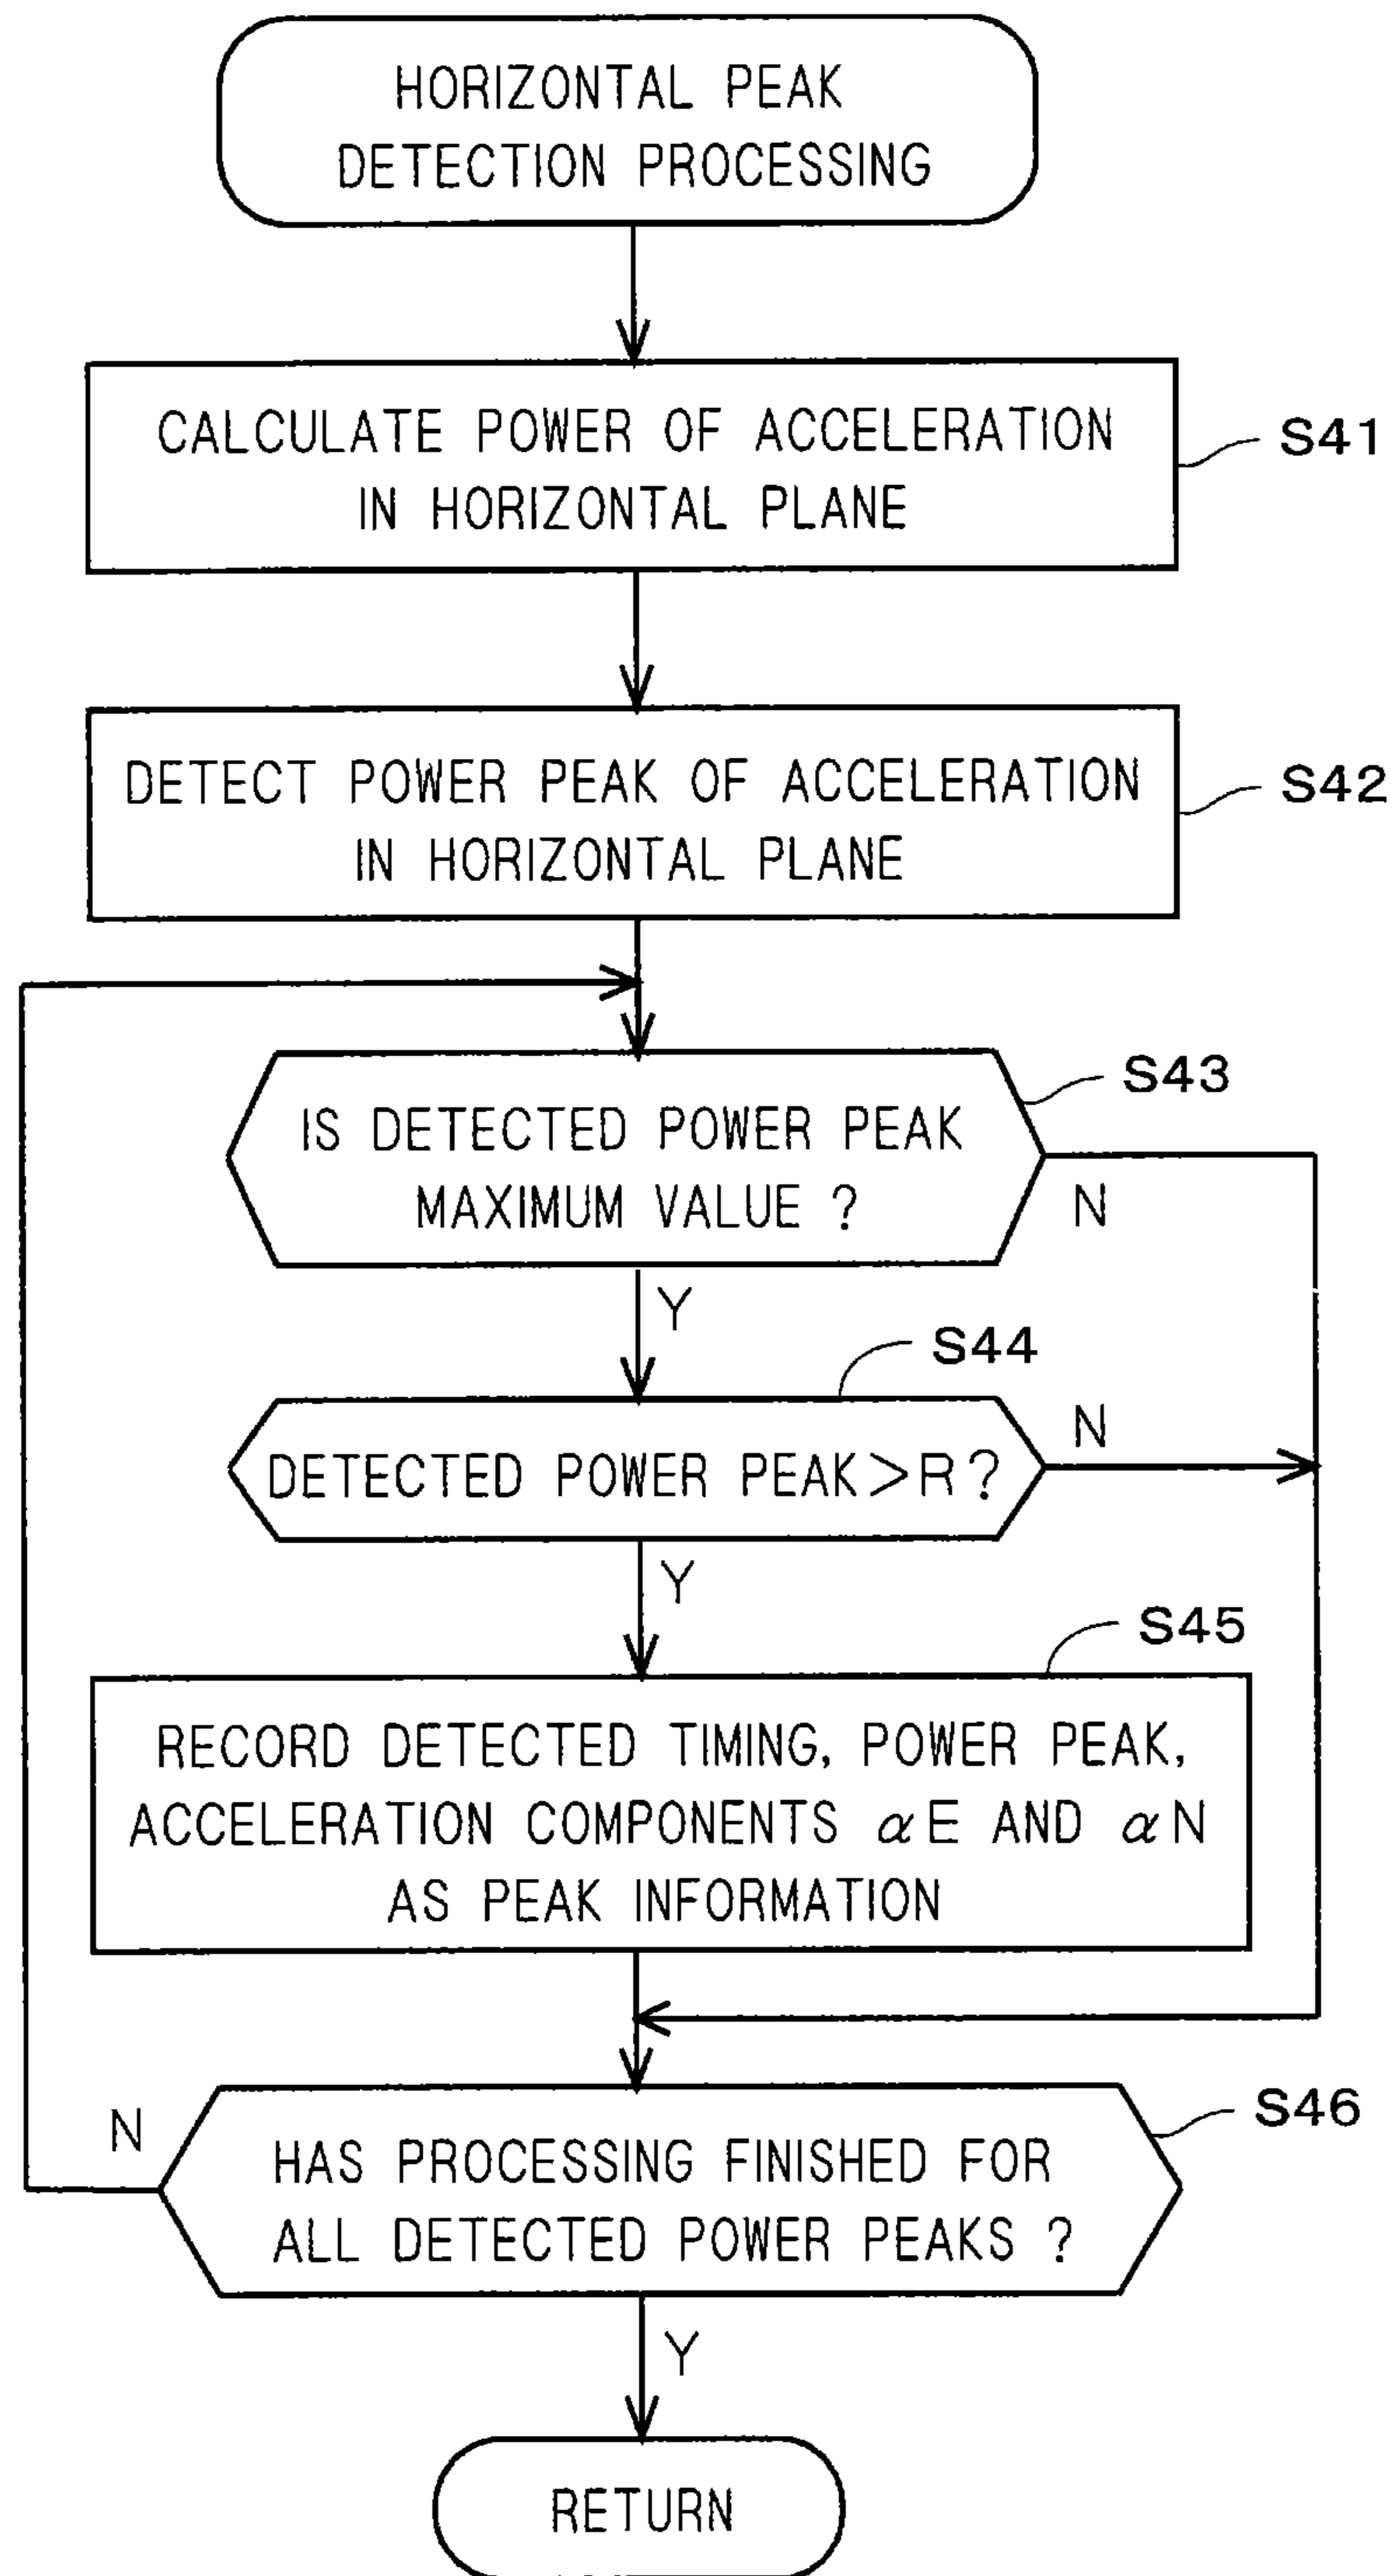 HORIZONTAL PEAK
DETECTION PROCESSING
CALCULATE POWER OF ACCELERATION
IN HORIZONTAL PLANE
S41
DETECT POWER PEAK OF ACCELERATION
IN HORIZONTAL PLANE
S42
IS DETECTED POWER PEAK
MAXIMUM VALUE ?
S43
N
Y
S44
DETECTED POWER PEAK>R?
N
Y
S45
RECORD DETECTED TIMING, POWER PEAK,
ACCELERATION COMPONENTS αE AND αN
AS PEAK INFORMATION
S46
N
HAS PROCESSING FINISHED FOR
ALL DETECTED POWER PEAKS ?
Y
RETURN